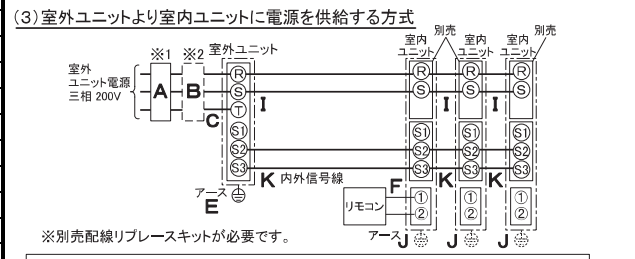 (3)室外ユニットより室内ユニットに電源を供給する方式
※1 ※2 室外ユニット
室内ユニット 別売 室内ユニット 室内ユニット 別売
室外
ユニット電源
三相 200V
A B C
R R R R
S S S S
T
I I I
S1 S1 S1 S1
S2 S2 S2 S2
S3 S3 S3 S3
K 内外信号線 F K K
アース
E
リモコン
① ① ①
② ② ②
アース J J J
※別売配線リプレースキットが必要です。